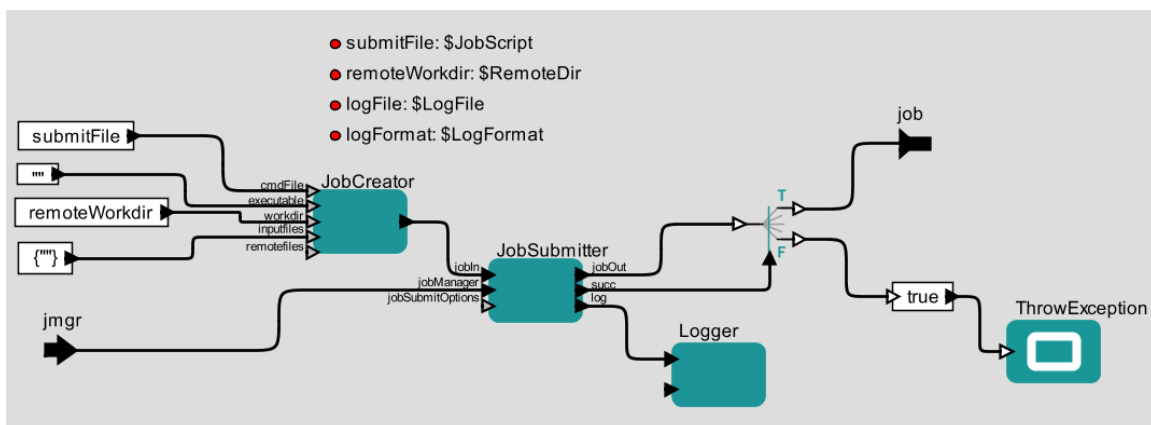 submitFile: $JobScript
remoteWorkdir: $RemoteDir
logFile: $LogFile
logFormat: $LogFormat
submitFile
""
remoteWorkdir
{""}
JobCreator
cmdFile
executable
workdir
inputfiles
remotefiles
jmgr
JobSubmitter
jobIn
jobManager
jobSubmitOptions
jobOut
succ
log
Logger
T
F
job
true
ThrowException